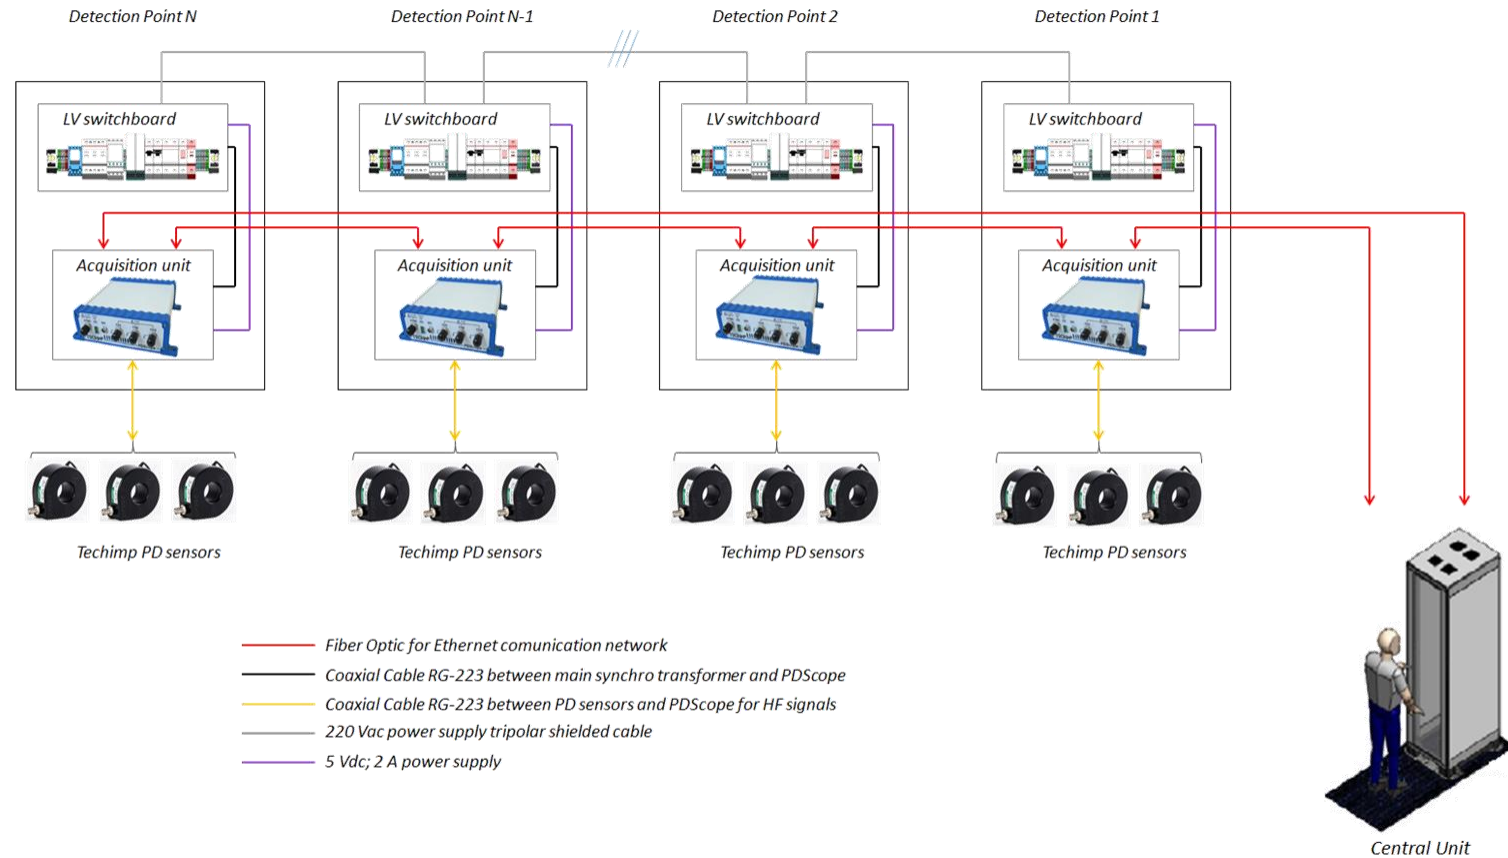 Detection Point N
Detection Point N-1
Detection Point 2
Detection Point 1
LV switchboard
LV switchboard
LV switchboard
LV switchboard
Acquisition unit
Acquisition unit
Acquisition unit
Acquisition unit
Techimp PD sensors
Techimp PD sensors
Techimp PD sensors
Techimp PD sensors
Fiber Optic for Ethernet comunication network
Coaxial Cable RG-223 between main synchro transformer and PDScope
Coaxial Cable RG-223 between PD sensors and PDScope for HF signals
220 Vac power supply tripolar shielded cable
5 Vdc; 2 A power supply
Central Unit